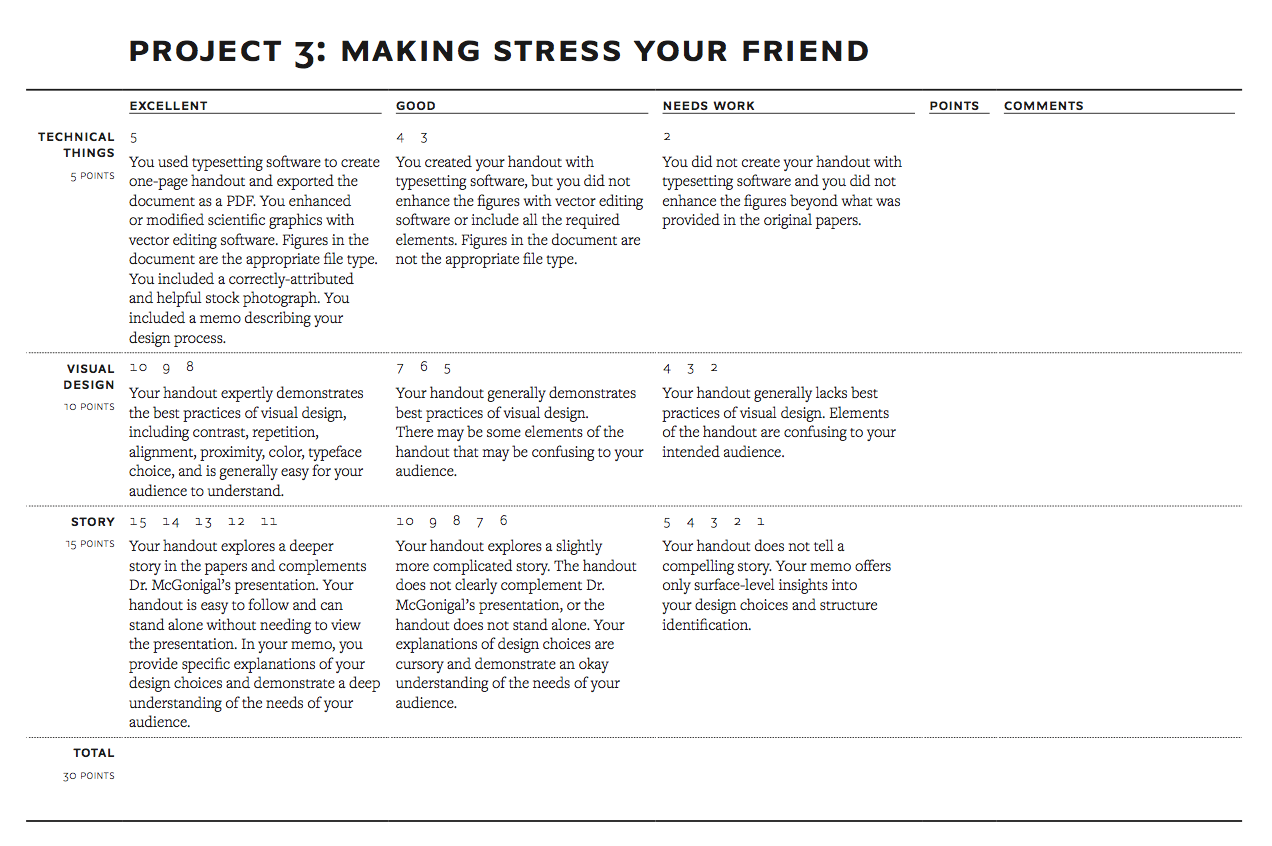 PROJECT 3: MAKING STRESS YOUR FRIEND
EXCELLENT
GOOD
NEEDS WORK
POINTS
COMMENTS
TECHNICAL
THINGS
5 POINTS
5
You used typesetting software to create
one-page handout and exported the
document as a PDF. You enhanced
or modified scientific graphics with
vector editing software. Figures in the
document are the appropriate file type.
You included a correctly-attributed
and helpful stock photograph. You
included a memo describing your
design process.
4 3
You created your handout with
typesetting software, but you did not
enhance the figures with vector editing
software or include all the required
elements. Figures in the document are
not the appropriate file type.
2
You did not create your handout with
typesetting software and you did not
enhance the figures beyond what was
provided in the original papers.
VISUAL
DESIGN
10 POINTS
10 9 8
Your handout expertly demonstrates
the best practices of visual design,
including contrast, repetition,
alignment, proximity, color, typeface
choice, and is generally easy for your
audience to understand.
7 6 5
Your handout generally demonstrates
best practices of visual design.
There may be some elements of the
handout that may be confusing to your
audience.
4 3 2
Your handout generally lacks best
practices of visual design. Elements
of the handout are confusing to your
intended audience.
STORY
15 POINTS
15 14 13 12 11
Your handout explores a deeper
story in the papers and complements
Dr. McGonigal’s presentation. Your
handout is easy to follow and can
stand alone without needing to view
the presentation. In your memo, you
provide specific explanations of your
design choices and demonstrate a deep
understanding of the needs of your
audience.
10 9 8 7 6
Your handout explores a slightly
more complicated story. The handout
does not clearly complement Dr.
McGonigal’s presentation, or the
handout does not stand alone. Your
explanations of design choices are
cursory and demonstrate an okay
understanding of the needs of your
audience.
5 4 3 2 1
Your handout does not tell a
compelling story. Your memo offers
only surface-level insights into
your design choices and structure
identification.
TOTAL
30 POINTS